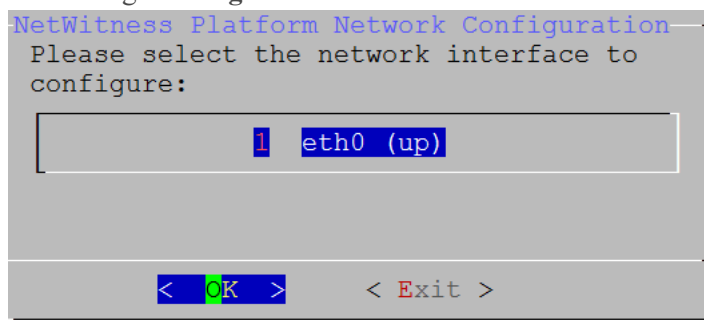 NetWitness Platform Network Configuration
Please select the network interface to
configure:
1 eth0 (up)
< OK > < Exit >